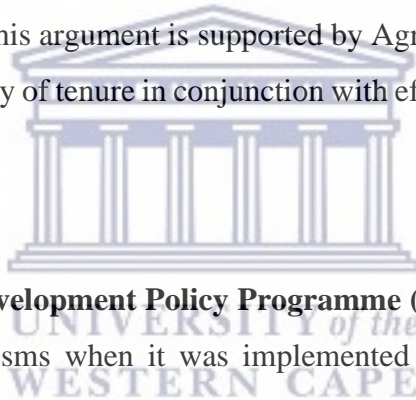 his argument is supported by Agr
y of tenure in conjunction with ef
velopment Policy Programme (
UNIVERSITY of the
sms when it was implemented
WESTERN CAPE